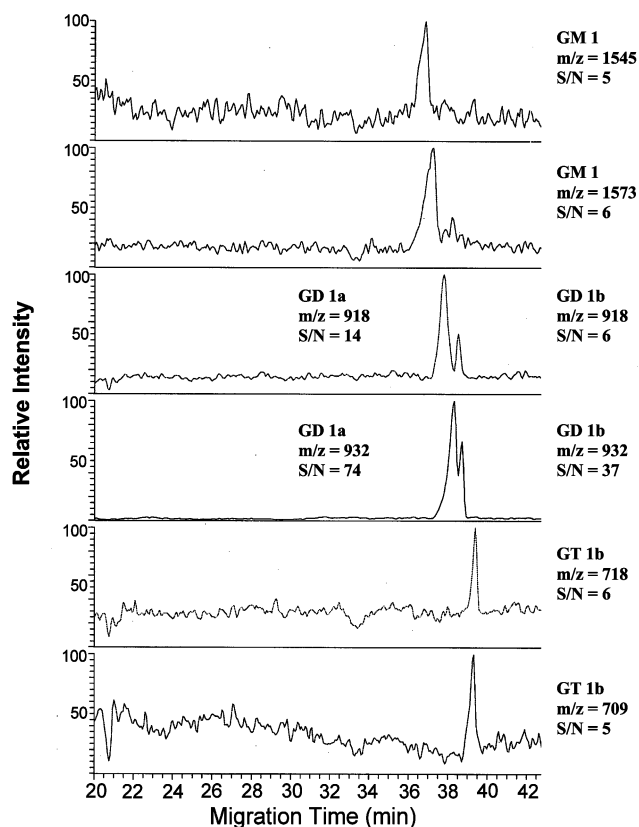 100
50
GM 1
m/z = 1545
S/N = 5
100
50
GM 1
m/z = 1573
S/N = 6
100
50
GD 1a
m/z = 918
S/N = 14
GD 1b
m/z = 918
S/N = 6
100
50
GD 1a
m/z = 932
S/N = 74
GD 1b
m/z = 932
S/N = 37
100
50
GT 1b
m/z = 718
S/N = 6
100
50
GT 1b
m/z = 709
S/N = 5
20 22 24 26 28 30 32 34 36 38 40 42
Migration Time (min)
Relative Intensity